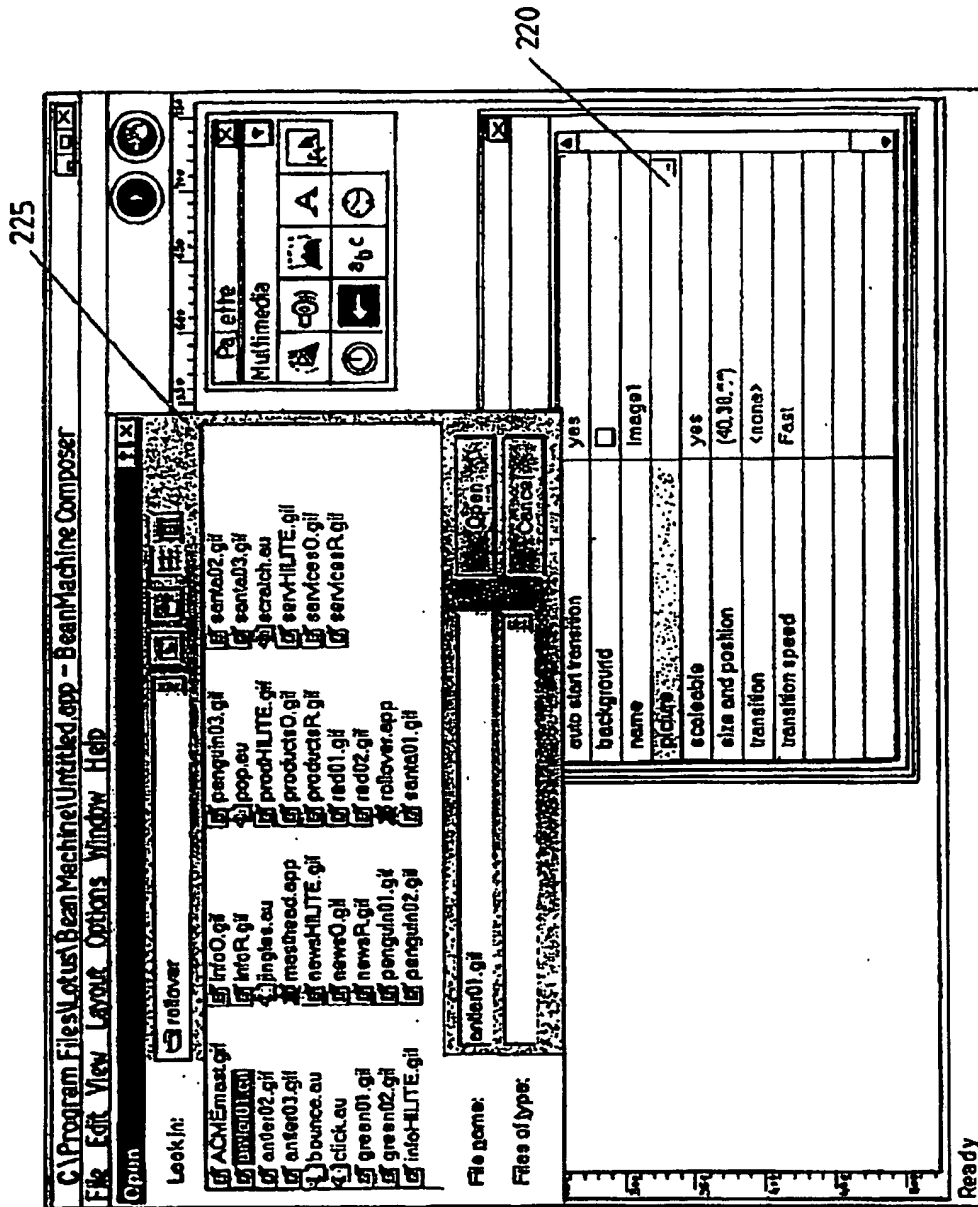 225
220
C:\Program Files\Lotus\BeanMachine\Untitled.app - BeanMachine Composer
File Edit View Layout Options Window Help
Open
Look in:
rollover
ACMEmast.gif
antler01.gif
antler02.gif
antler03.gif
bounce.au
click.au
green01.gif
green02.gif
infoHILITE.gif
infoO.gif
infoR.gif
jingles.au
masthead.app
newsHILITE.gif
newsO.gif
newsR.gif
penguin01.gif
penguin02.gif
penguin03.gif
pop.au
prodHILITE.gif
productsO.gif
productsR.gif
red01.gif
red02.gif
rollover.app
santa01.gif
santa02.gif
santa03.gif
scratch.au
servHILITE.gif
servicesO.gif
servicesR.gif
File name:
antler01.gif
Open
Files of type:
Cancel
Palette
Multimedia
A
abc
auto start transition yes
background
name Image1
picture
scaleable yes
size and position
transition <none>
transition speed Fast
Ready